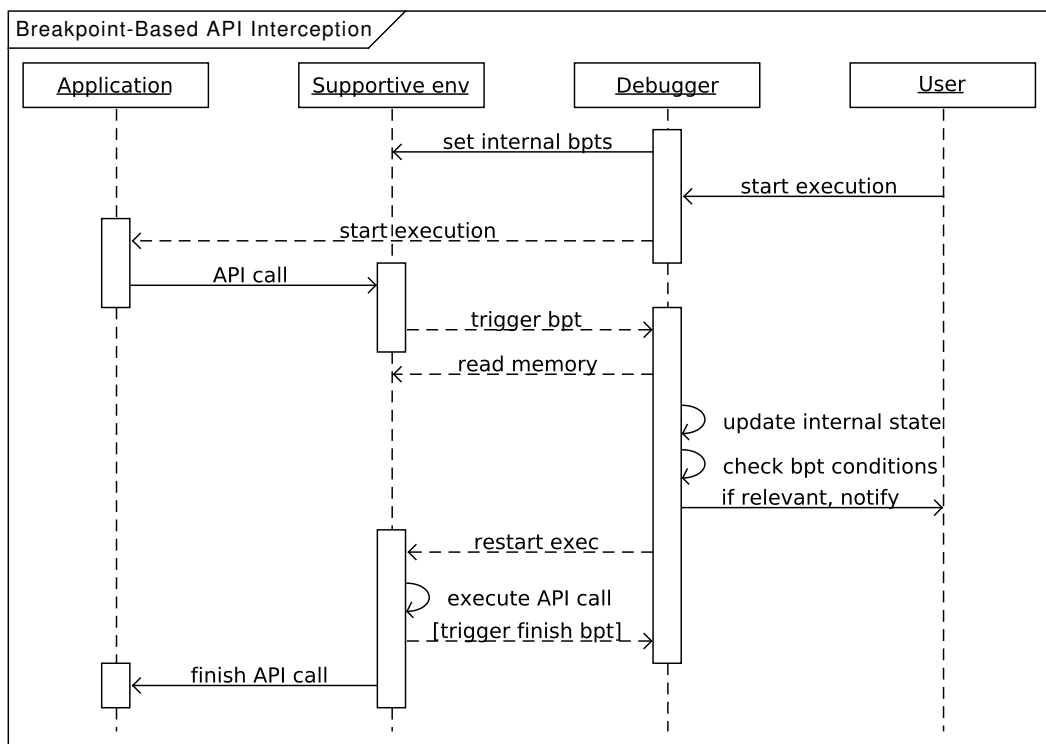 Breakpoint-Based API Interception
Application
Supportive env
Debugger
User
set internal bpts
start execution
start execution
API call
trigger bpt
read memory
update internal state
check bpt conditions
if relevant, notify
restart exec
execute API call
[trigger finish bpt]
finish API call